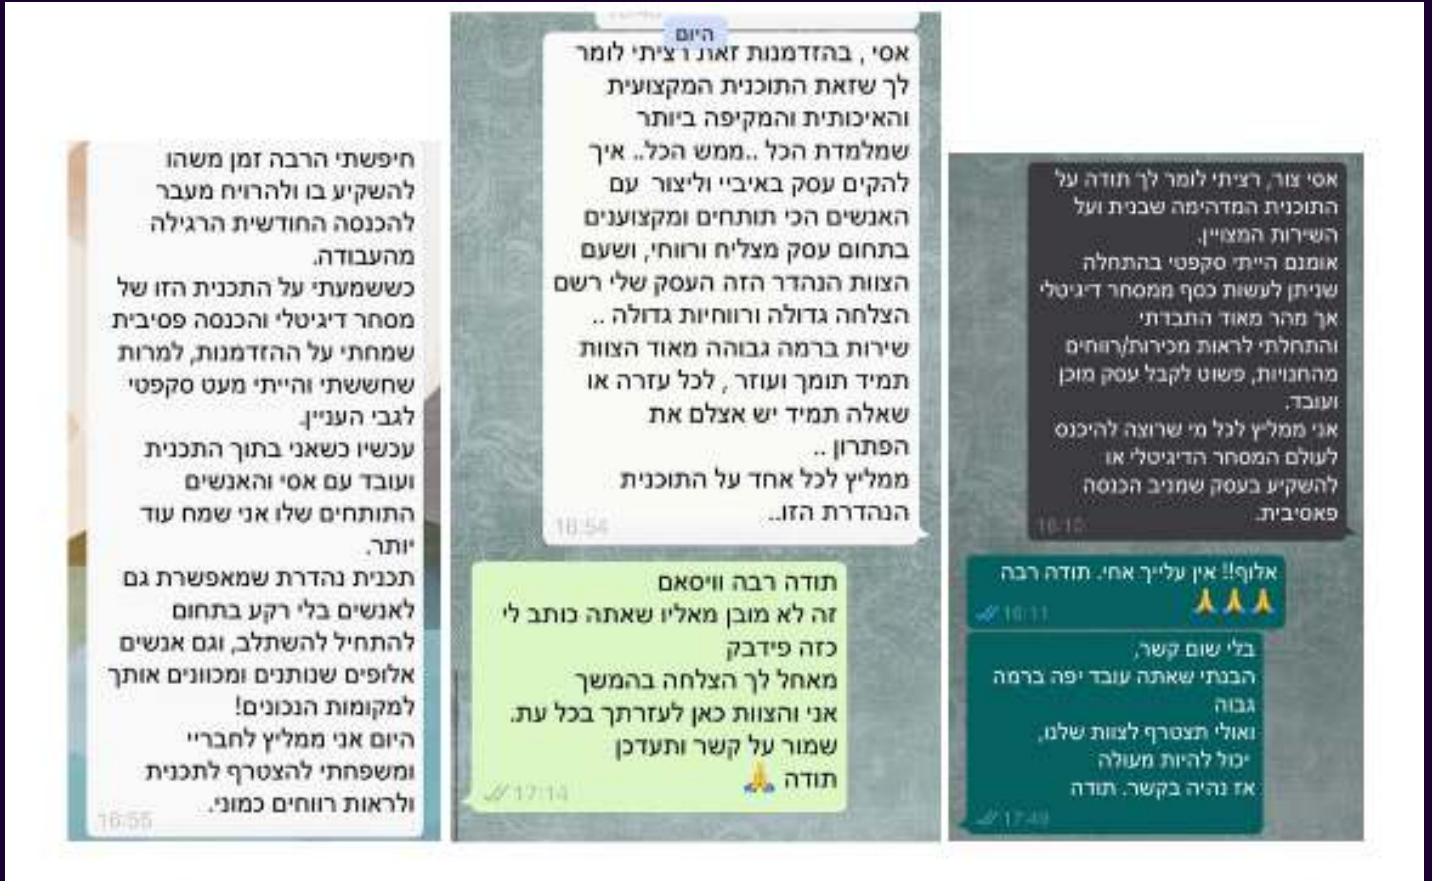 חיפשתי הרבה זמן משהו
להשקיע בו ולהרויח מעבר
להכנסה החודשית הרגילה
מהעבודה.
כששמעתי על התכנית הזו של
מסחר דיגיטלי והכנסה פסיבית
שמחתי על ההזדמנות, למרות
שחששתי והייתי מעט סקפטי
לגבי העניין.
עכשיו כשאני בתוך התכנית
ועובד עם אסי והאנשים
התותחים שלו אני שמח עוד
יותר.
תכנית נהדרת שמאפשרת גם
לאנשים בלי רקע בתחום
להתחיל להשתלב, וגם אנשים
אלופים שנותנים ומכוונים אותך
למקומות הנכונים!
היום אני ממליץ לחבריי
ומשפחתי להצטרף לתכנית
ולראות רווחים כמוני.
16:55
היום
אסי , בהזדמנות זאת רציתי לומר
לך שזאת התוכנית המקצועית
והאיכותית והמקיפה ביותר
שמלמדת הכל ..ממש הכל.. איך
להקים עסק באיביי וליצור עם
האנשים הכי תותחים ומקצוענים
בתחום עסק מצליח ורווחי, ושעם
הצוות הנהדר הזה העסק שלי רשם
הצלחה גדולה ורווחיות גדולה ..
שירות ברמה גבוהה מאוד הצוות
תמיד תומך ועוזר , לכל עזרה או
שאלה תמיד יש אצלם את
הפתרון ..
ממליץ לכל אחד על התוכנית
הנהדרת הזו..
16:54
תודה רבה וויסאם
זה לא מובן מאליו שאתה כותב לי
כזה פידבק
מאחל לך הצלחה בהמשך
אני והצוות כאן לעזרתך בכל עת.
שמור על קשר ותעדכן
תודה 🙏
17:14
אסי צור, רציתי לומר לך תודה על
התוכנית המדהימה שבנית ועל
השירות המצויין.
אומנם הייתי סקפטי בהתחלה
שניתן לעשות כסף ממסחר דיגיטלי
אך מהר מאוד התבדתי
והתחלתי לראות מכירות/רווחים
מהחנויות, פשוט לקבל עסק מוכן
ועובד.
אני ממליץ לכל מי שרוצה להיכנס
לעולם המסחר הדיגיטלי או
להשקיע בעסק שמניב הכנסה
פאסיבית.
16:10
אלוף!! אין עלייך אחי. תודה רבה
🙏🙏🙏
16:11
בלי שום קשר,
הבנתי שאתה עובד יפה ברמה
גבוה
ואולי תצטרף לצוות שלנו,
יכול להיות מעולה
אז נהיה בקשר. תודה
17:49